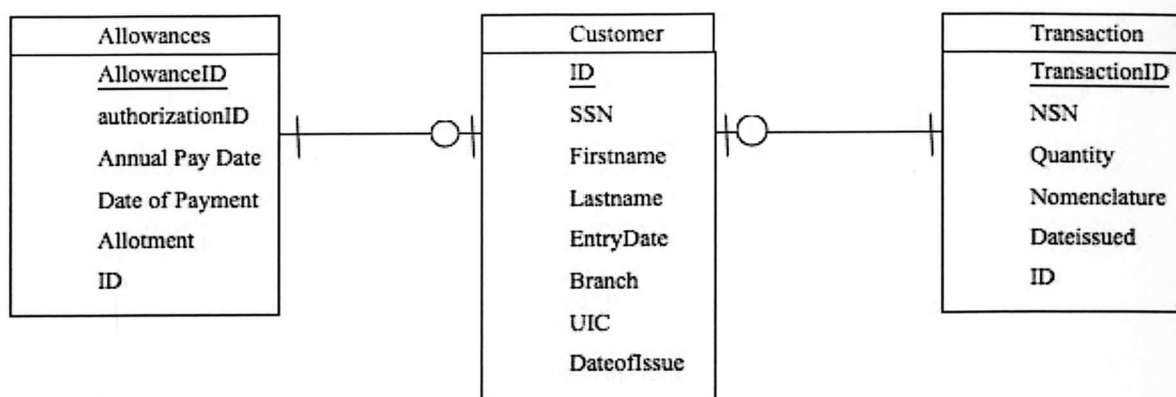 Allowances
AllowanceID
authorizationID
Annual Pay Date
Date of Payment
Allotment
ID
Customer
ID
SSN
Firstname
Lastname
EntryDate
Branch
UIC
DateofIssue
Transaction
TransactionID
NSN
Quantity
Nomenclature
Dateissued
ID